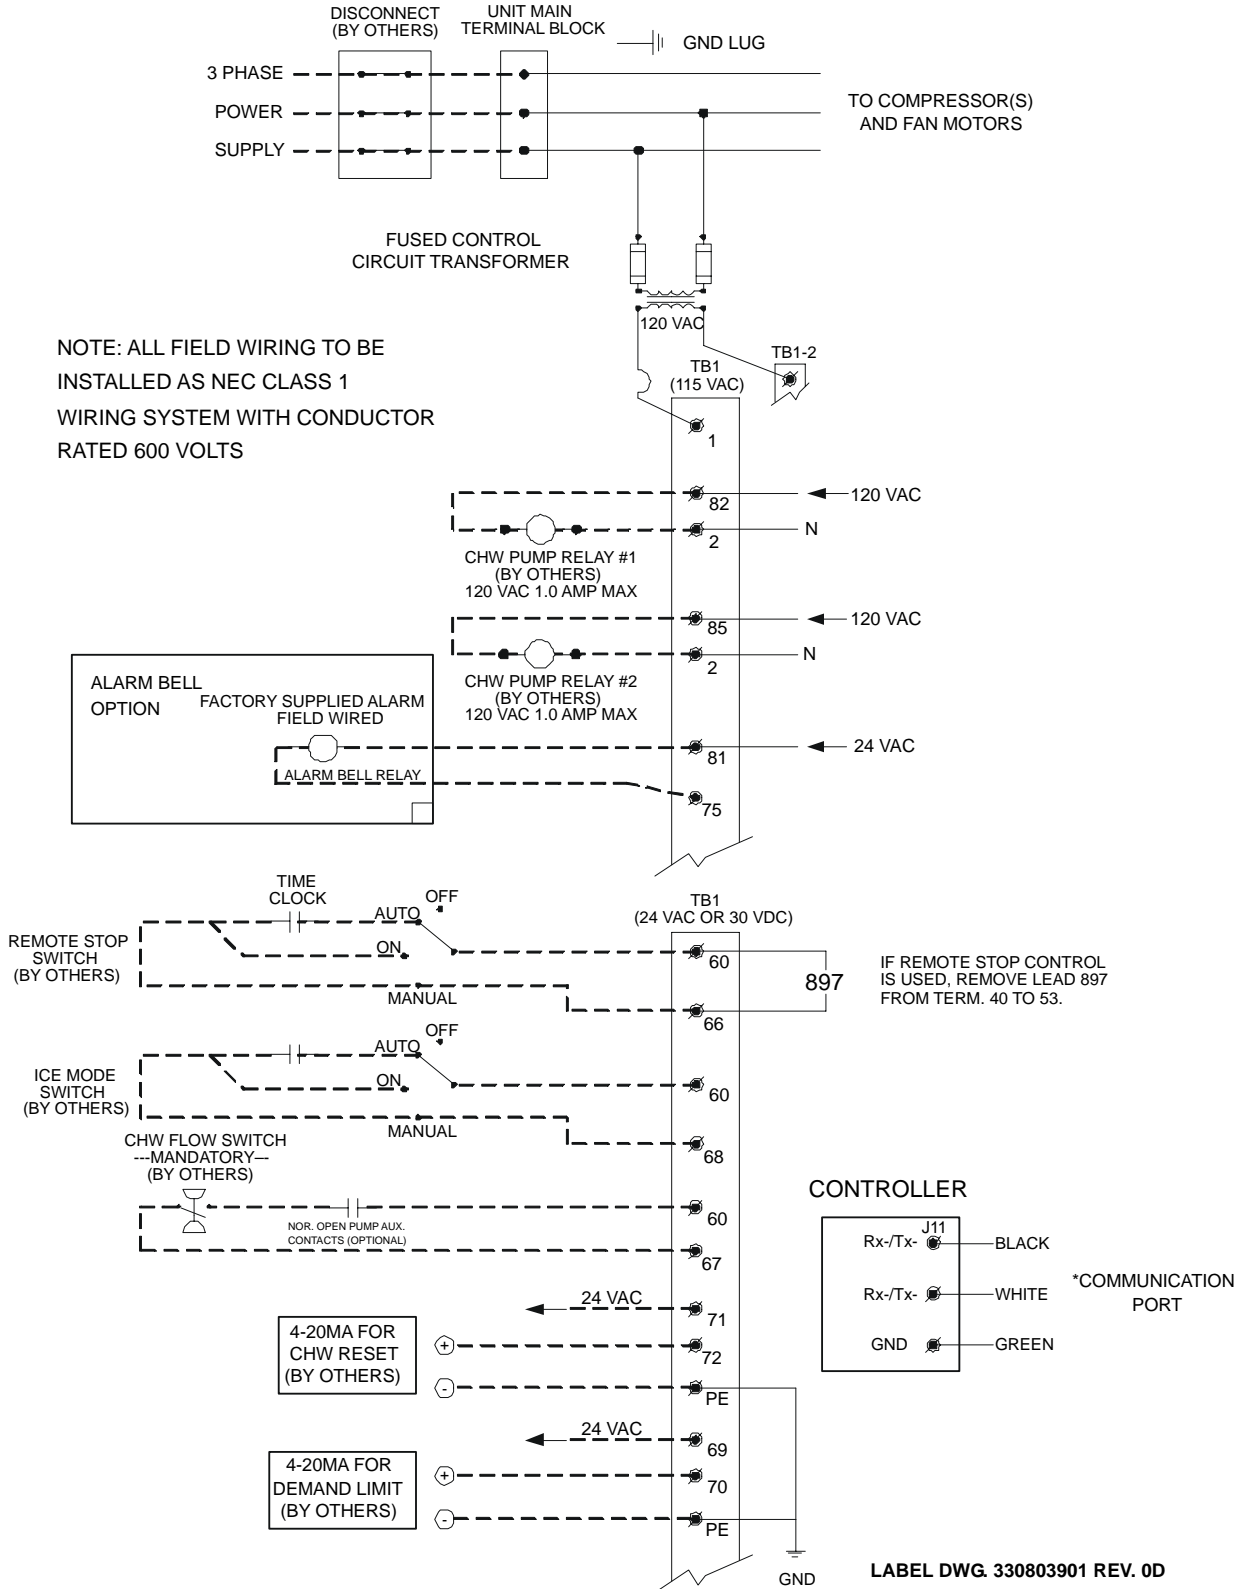 DISCONNECT
(BY OTHERS)
UNIT MAIN
TERMINAL BLOCK
GND LUG
3 PHASE
POWER
SUPPLY
TO COMPRESSOR(S)
AND FAN MOTORS
FUSED CONTROL
CIRCUIT TRANSFORMER
120 VAC
NOTE: ALL FIELD WIRING TO BE
INSTALLED AS NEC CLASS 1
WIRING SYSTEM WITH CONDUCTOR
RATED 600 VOLTS
TB1-2
TB1
(115 VAC)
1
82
120 VAC
2
N
CHW PUMP RELAY #1
(BY OTHERS)
120 VAC 1.0 AMP MAX
85
120 VAC
2
N
CHW PUMP RELAY #2
(BY OTHERS)
120 VAC 1.0 AMP MAX
ALARM BELL
OPTION
FACTORY SUPPLIED ALARM
FIELD WIRED
ALARM BELL RELAY
81
24 VAC
75
TIME
CLOCK
OFF
AUTO
ON
MANUAL
REMOTE STOP
SWITCH
(BY OTHERS)
TB1
(24 VAC OR 30 VDC)
60
897
66
IF REMOTE STOP CONTROL
IS USED, REMOVE LEAD 897
FROM TERM. 40 TO 53.
OFF
AUTO
ON
MANUAL
ICE MODE
SWITCH
(BY OTHERS)
60
68
CHW FLOW SWITCH
---MANDATORY–-
(BY OTHERS)
NOR. OPEN PUMP AUX.
CONTACTS (OPTIONAL)
60
67
CONTROLLER
J11
Rx-/Tx-
BLACK
Rx-/Tx-
WHITE
GND
GREEN
*COMMUNICATION
PORT
24 VAC
71
4-20MA FOR
CHW RESET
(BY OTHERS)
+
72
-
PE
24 VAC
69
4-20MA FOR
DEMAND LIMIT
(BY OTHERS)
+
70
-
PE
GND
LABEL DWG. 330803901 REV. 0D